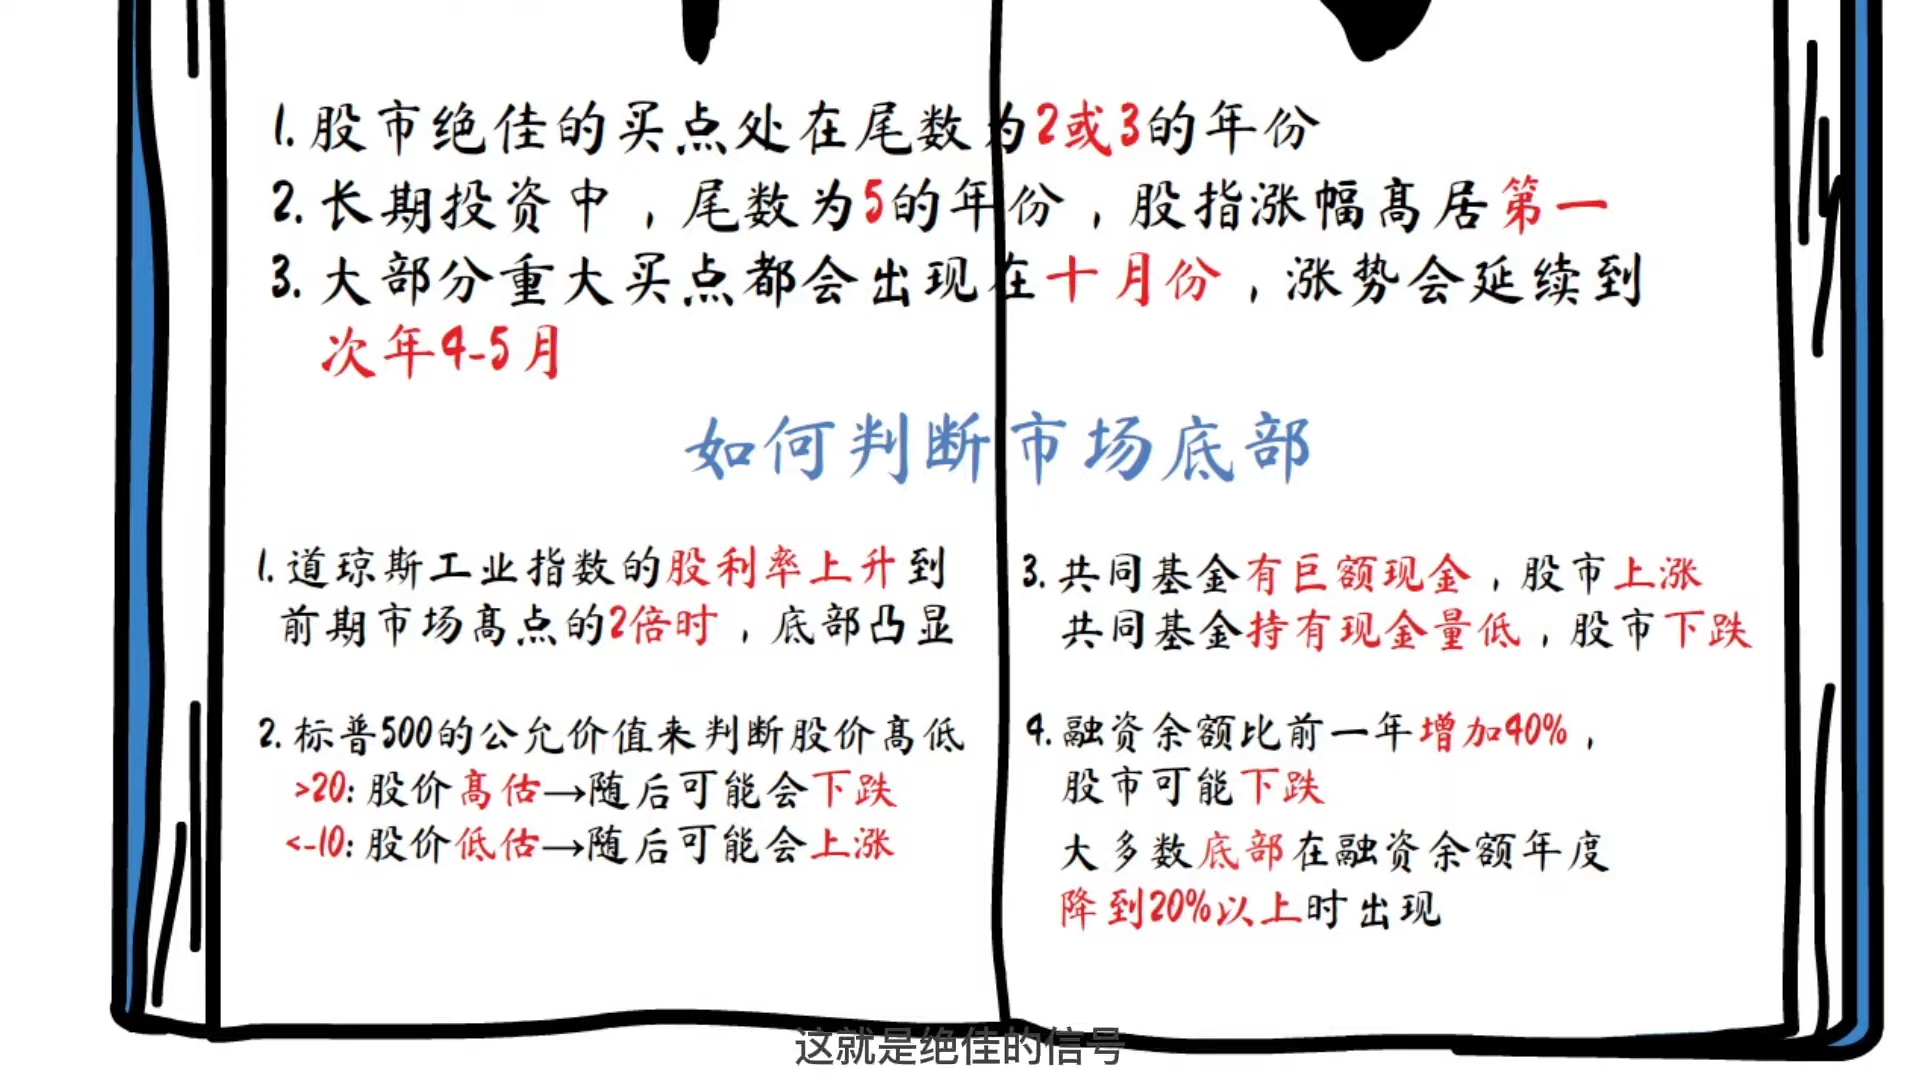 1. 股市绝佳的买点处在尾数为2或3的年份
2. 长期投资中，尾数为5的年份，股指涨幅高居第一
3. 大部分重大买点都会出现在十月份，涨势会延续到
次年4-5月
如何判断市场底部
1. 道琼斯工业指数的股利率上升到
前期市场高点的2倍时，底部凸显
2. 标普500的公允价值来判断股价高低
>20: 股价高估→随后可能会下跌
<-10: 股价低估→随后可能会上涨
3. 共同基金有巨额现金，股市上涨
共同基金持有现金量低，股市下跌
4. 融资余额比前一年增加40%，
股市可能下跌
大多数底部在融资余额年度
降到20%以上时出现
这就是绝佳的信号